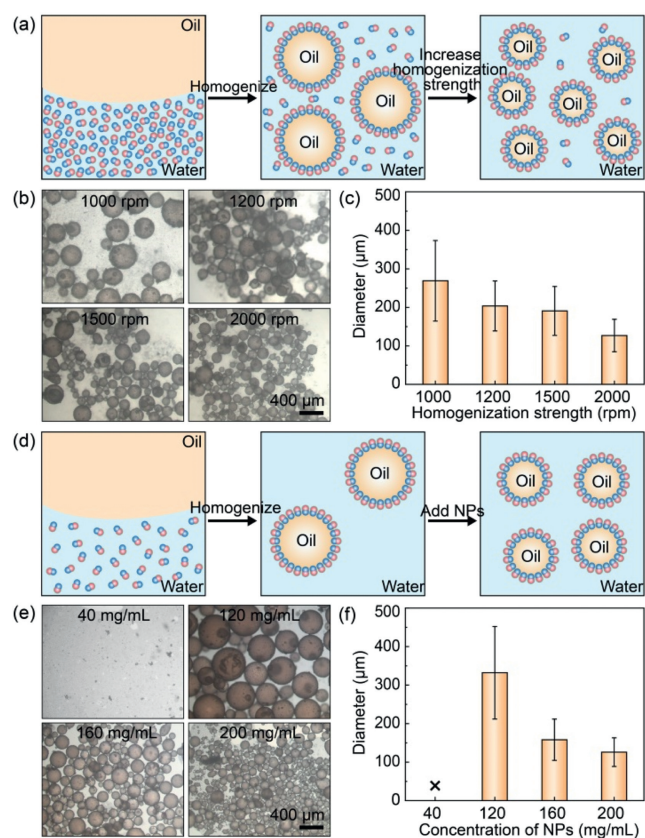 (a)
Oil
Water
Homogenize
Oil
Oil
Oil
Water
Increase
homogenization
strength
Oil
Oil
Oil
Oil
Oil
Water
(b)
1000 rpm
1200 rpm
1500 rpm
2000 rpm
400 μm
(c)
Diameter (μm)
500
400
300
200
100
0
1000
1200
1500
2000
Homogenization strength (rpm)
(d)
Oil
Water
Homogenize
Oil
Oil
Water
Add NPs
Oil
Oil
Oil
Oil
Water
(e)
40 mg/mL
120 mg/mL
160 mg/mL
200 mg/mL
400 μm
(f)
Diameter (μm)
500
400
300
200
100
0
40
120
160
200
Concentration of NPs (mg/mL)